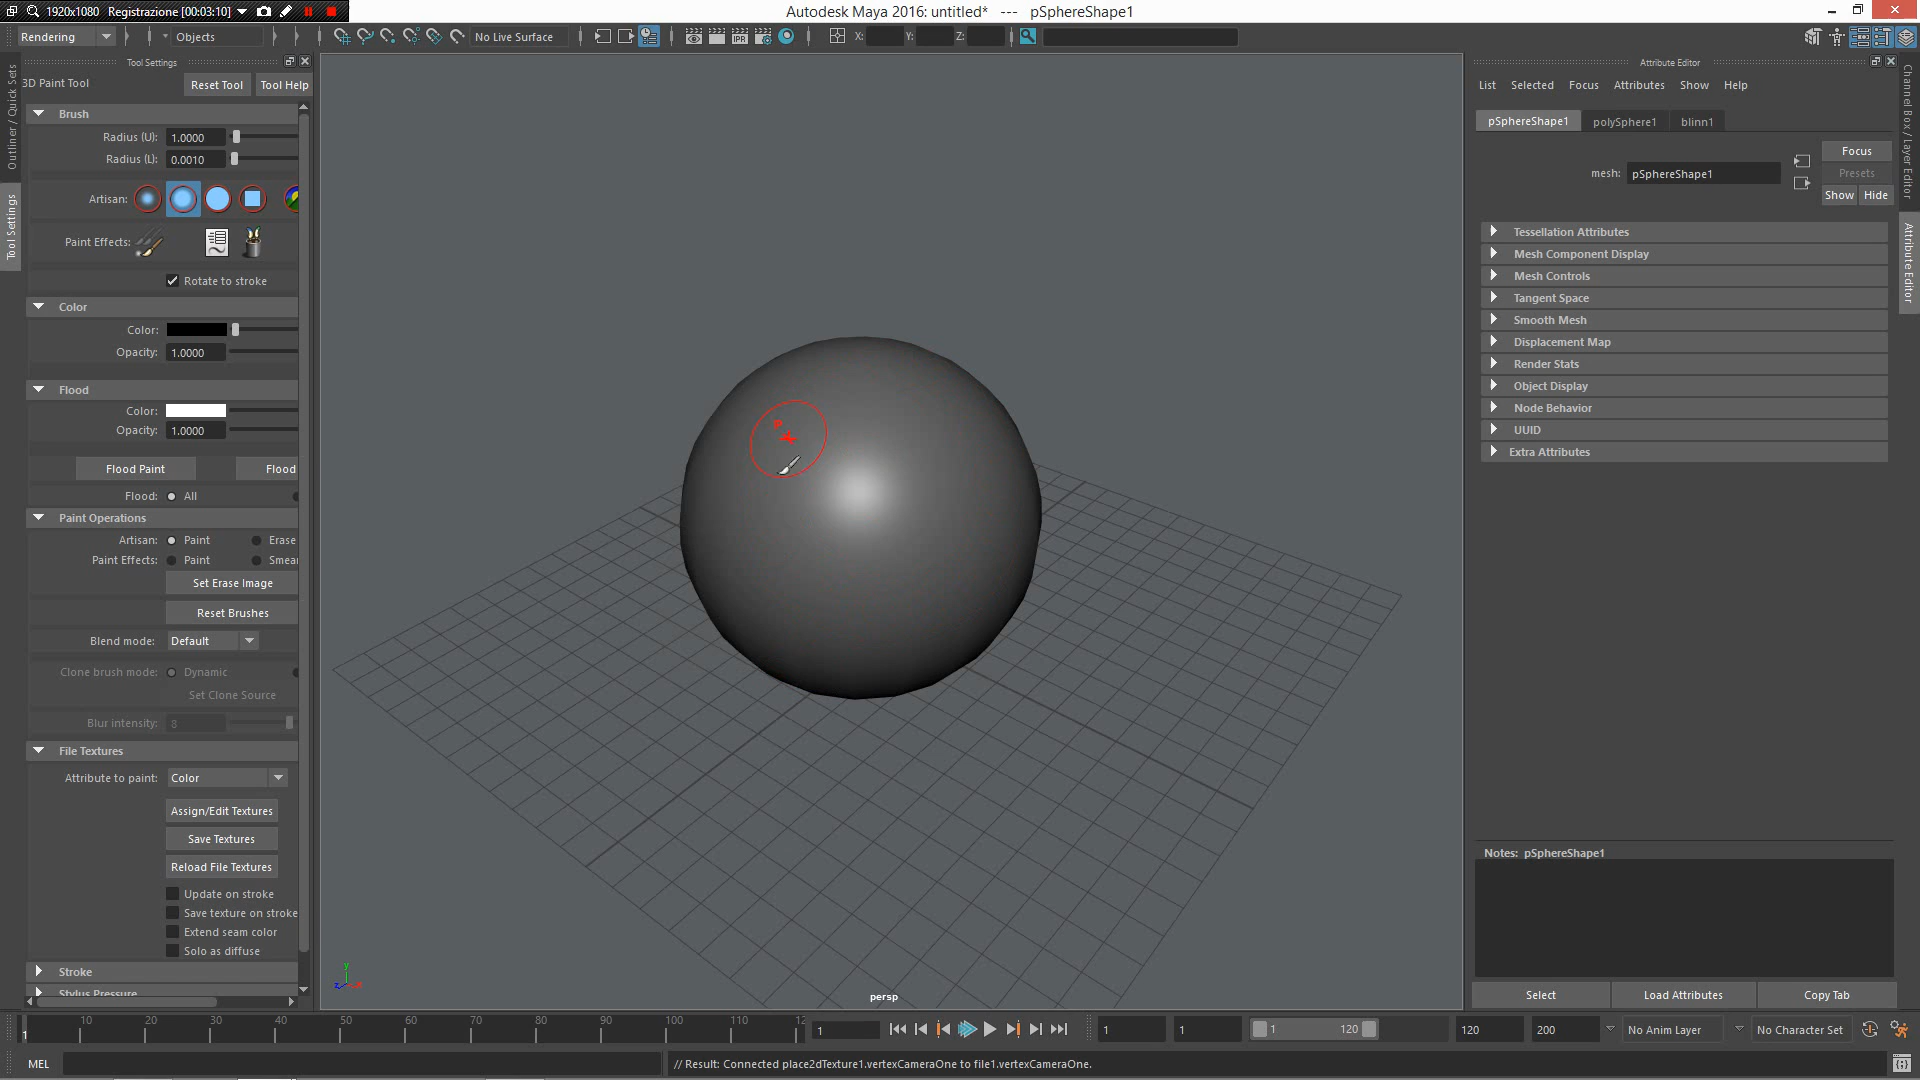 1920x1080 Registrazione [00:03:10]
Autodesk Maya 2016: untitled* --- pSphereShape1
Rendering Objects No Live Surface X: Y: Z:
Tool Settings
3D Paint Tool Reset Tool Tool Help
Outliner / Quick Sets
Tool Settings
Brush
Radius (U): 1.0000
Radius (L): 0.0010
Artisan:
Paint Effects:
Rotate to stroke
Color
Color:
Opacity: 1.0000
Flood
Color:
Opacity: 1.0000
Flood Paint Flood
Flood: All
Paint Operations
Artisan: Paint Erase
Paint Effects: Paint Smear
Set Erase Image
Reset Brushes
Blend mode: Default
Clone brush mode: Dynamic
Set Clone Source
Blur intensity: 8
File Textures
Attribute to paint: Color
Assign/Edit Textures
Save Textures
Reload File Textures
Update on stroke
Save texture on stroke
Extend seam color
Solo as diffuse
Stroke
Stylus Pressure
P
y
z
persp
Attribute Editor
List Selected Focus Attributes Show Help
pSphereShape1 polySphere1 blinn1
mesh: pSphereShape1
Focus
Presets
Show Hide
Tessellation Attributes
Mesh Component Display
Mesh Controls
Tangent Space
Smooth Mesh
Displacement Map
Render Stats
Object Display
Node Behavior
UUID
Extra Attributes
Notes: pSphereShape1
Select Load Attributes Copy Tab
Channel Box / Layer Editor
Attribute Editor
1 10 20 30 40 50 60 70 80 90 100 110 12
1 1 1 1 120 120 200 No Anim Layer No Character Set
MEL // Result: Connected place2dTexture1.vertexCameraOne to file1.vertexCameraOne.